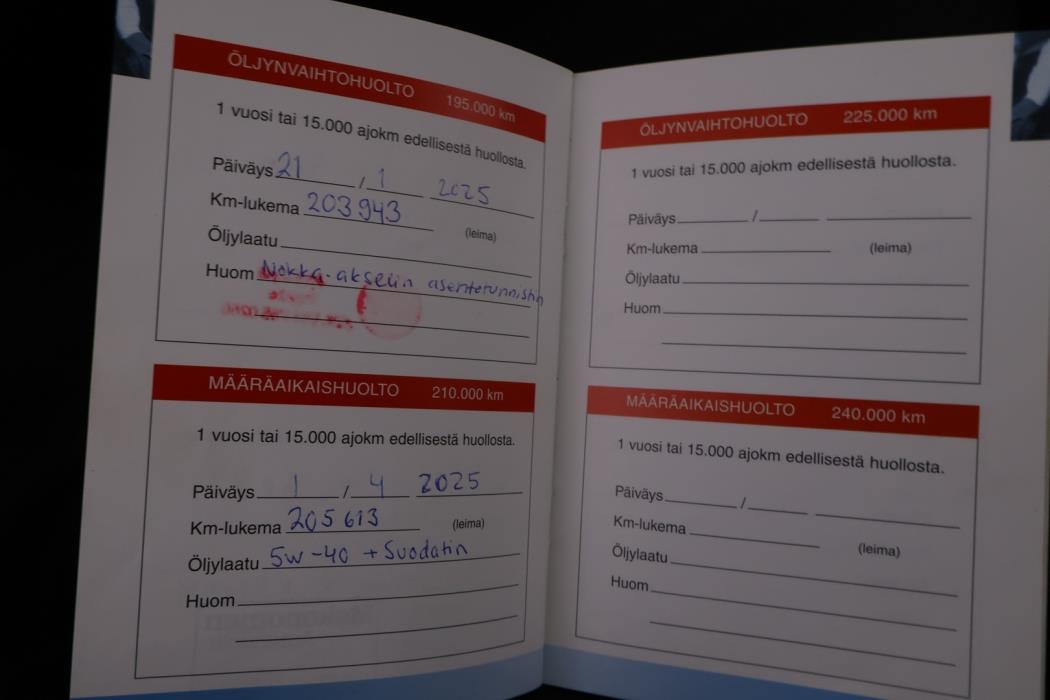 ÖLJYNVAIHTOHUOLTO 195.000 km
1 vuosi tai 15.000 ajokm edellisestä huollosta.
Päiväys 21 / 1 2025
Km-lukema 203 943 (leima)
Öljylaatu
Huom Nokka-akselin asentotunnistin
MÄÄRÄAIKAISHUOLTO 210.000 km
1 vuosi tai 15.000 ajokm edellisestä huollosta.
Päiväys 1 / 4 2025
Km-lukema 205 613 (leima)
Öljylaatu 5w-40 + Suodatin
Huom
ÖLJYNVAIHTOHUOLTO 225.000 km
1 vuosi tai 15.000 ajokm edellisestä huollosta.
Päiväys /
Km-lukema (leima)
Öljylaatu
Huom
MÄÄRÄAIKAISHUOLTO 240.000 km
1 vuosi tai 15.000 ajokm edellisestä huollosta.
Päiväys /
Km-lukema (leima)
Öljylaatu
Huom